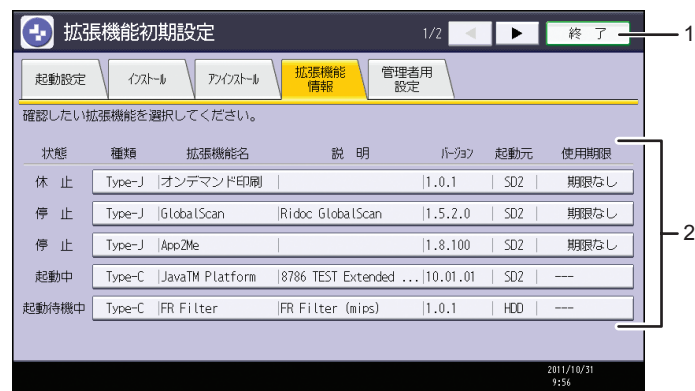 拡張機能初期設定 1/2 ◀ ▶ 終 了 1
起動設定 インストール アンインストール 拡張機能情報 管理者用設定
確認したい拡張機能を選択してください。
状態 種類 拡張機能名 説 明 バージョン 起動元 使用期限
休 止 Type-J オンデマンド印刷 1.0.1 SD2 期限なし
停 止 Type-J GlobalScan Ridoc GlobalScan 1.5.2.0 SD2 期限なし
2
停 止 Type-J App2Me 1.8.100 SD2 期限なし
起動中 Type-C JavaTM Platform 8786 TEST Extended ... 10.01.01 SD2 ---
起動待機中 Type-C FR Filter FR Filter (mips) 1.0.1 HDD ---
2011/10/31
9:56